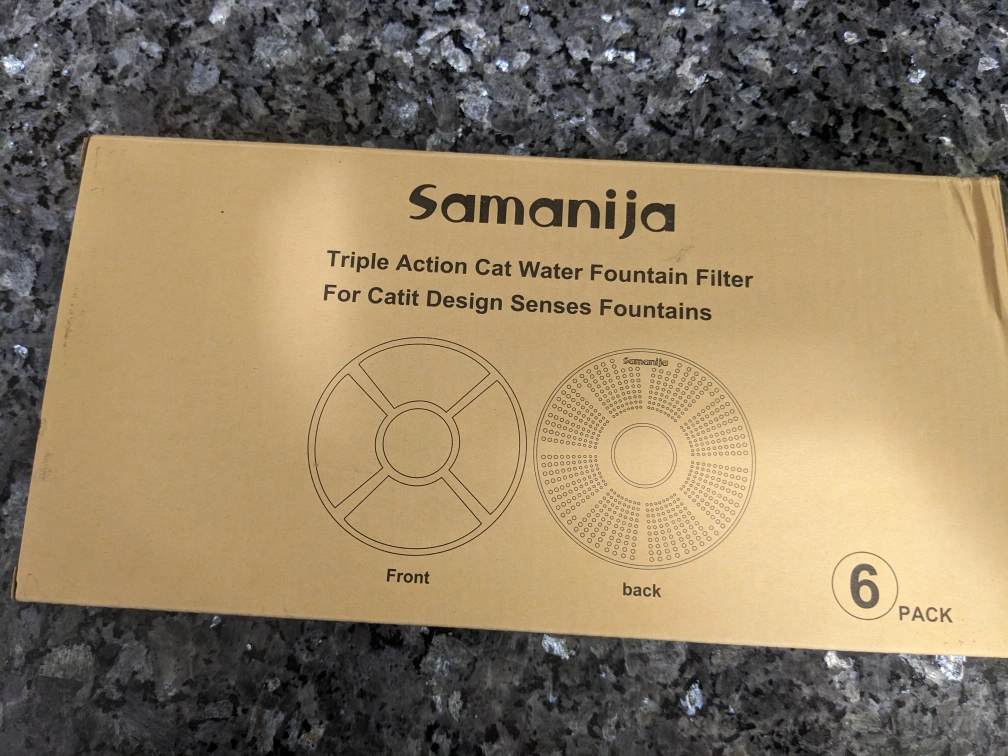 Samanija
Triple Action Cat Water Fountain Filter
For Catit Design Senses Fountains
Samanija
Front
back
6
PACK